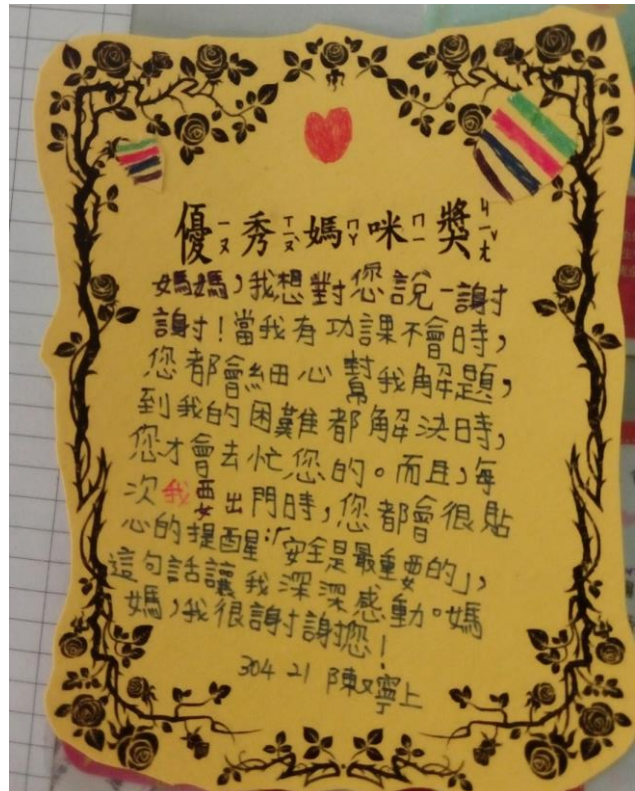 優ㄧㄡ秀ㄒㄧㄡˋ媽ㄇㄚ咪ㄇㄧ獎ㄐㄧㄤˇ
媽媽，我想對您說一謝
謝！當我有功課不會時，
您都會細心幫我解題，
到我的困難都解決時，
您才會去忙您的。而且，每
次我要出門時，您都會很貼
心的提醒：「安全是最重要的」，
這句話讓我深深感動。媽
媽，我很謝謝您！
304 21 陳又寧上